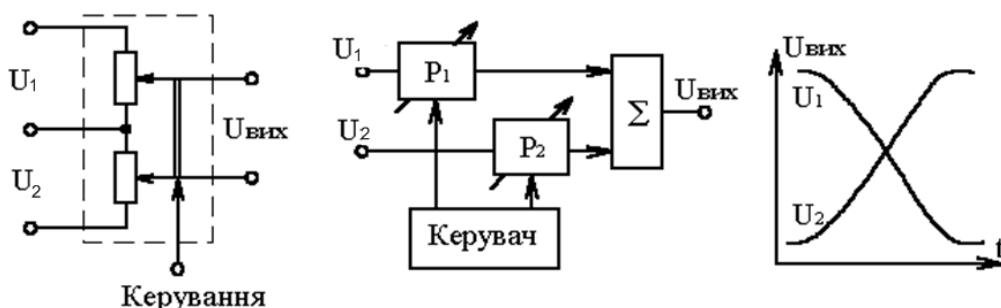 U1
U2
Uвих
Керування
U1
U2
P1
P2
Керувач
Σ
Uвих
Uвих
U1
U2
t